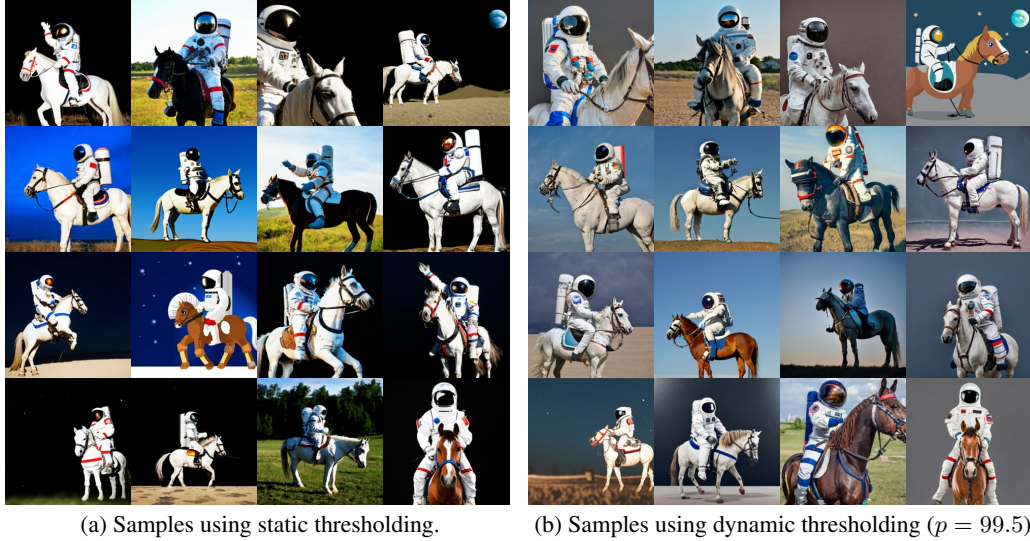 (a) Samples using static thresholding.
(b) Samples using dynamic thresholding (p = 99.5)